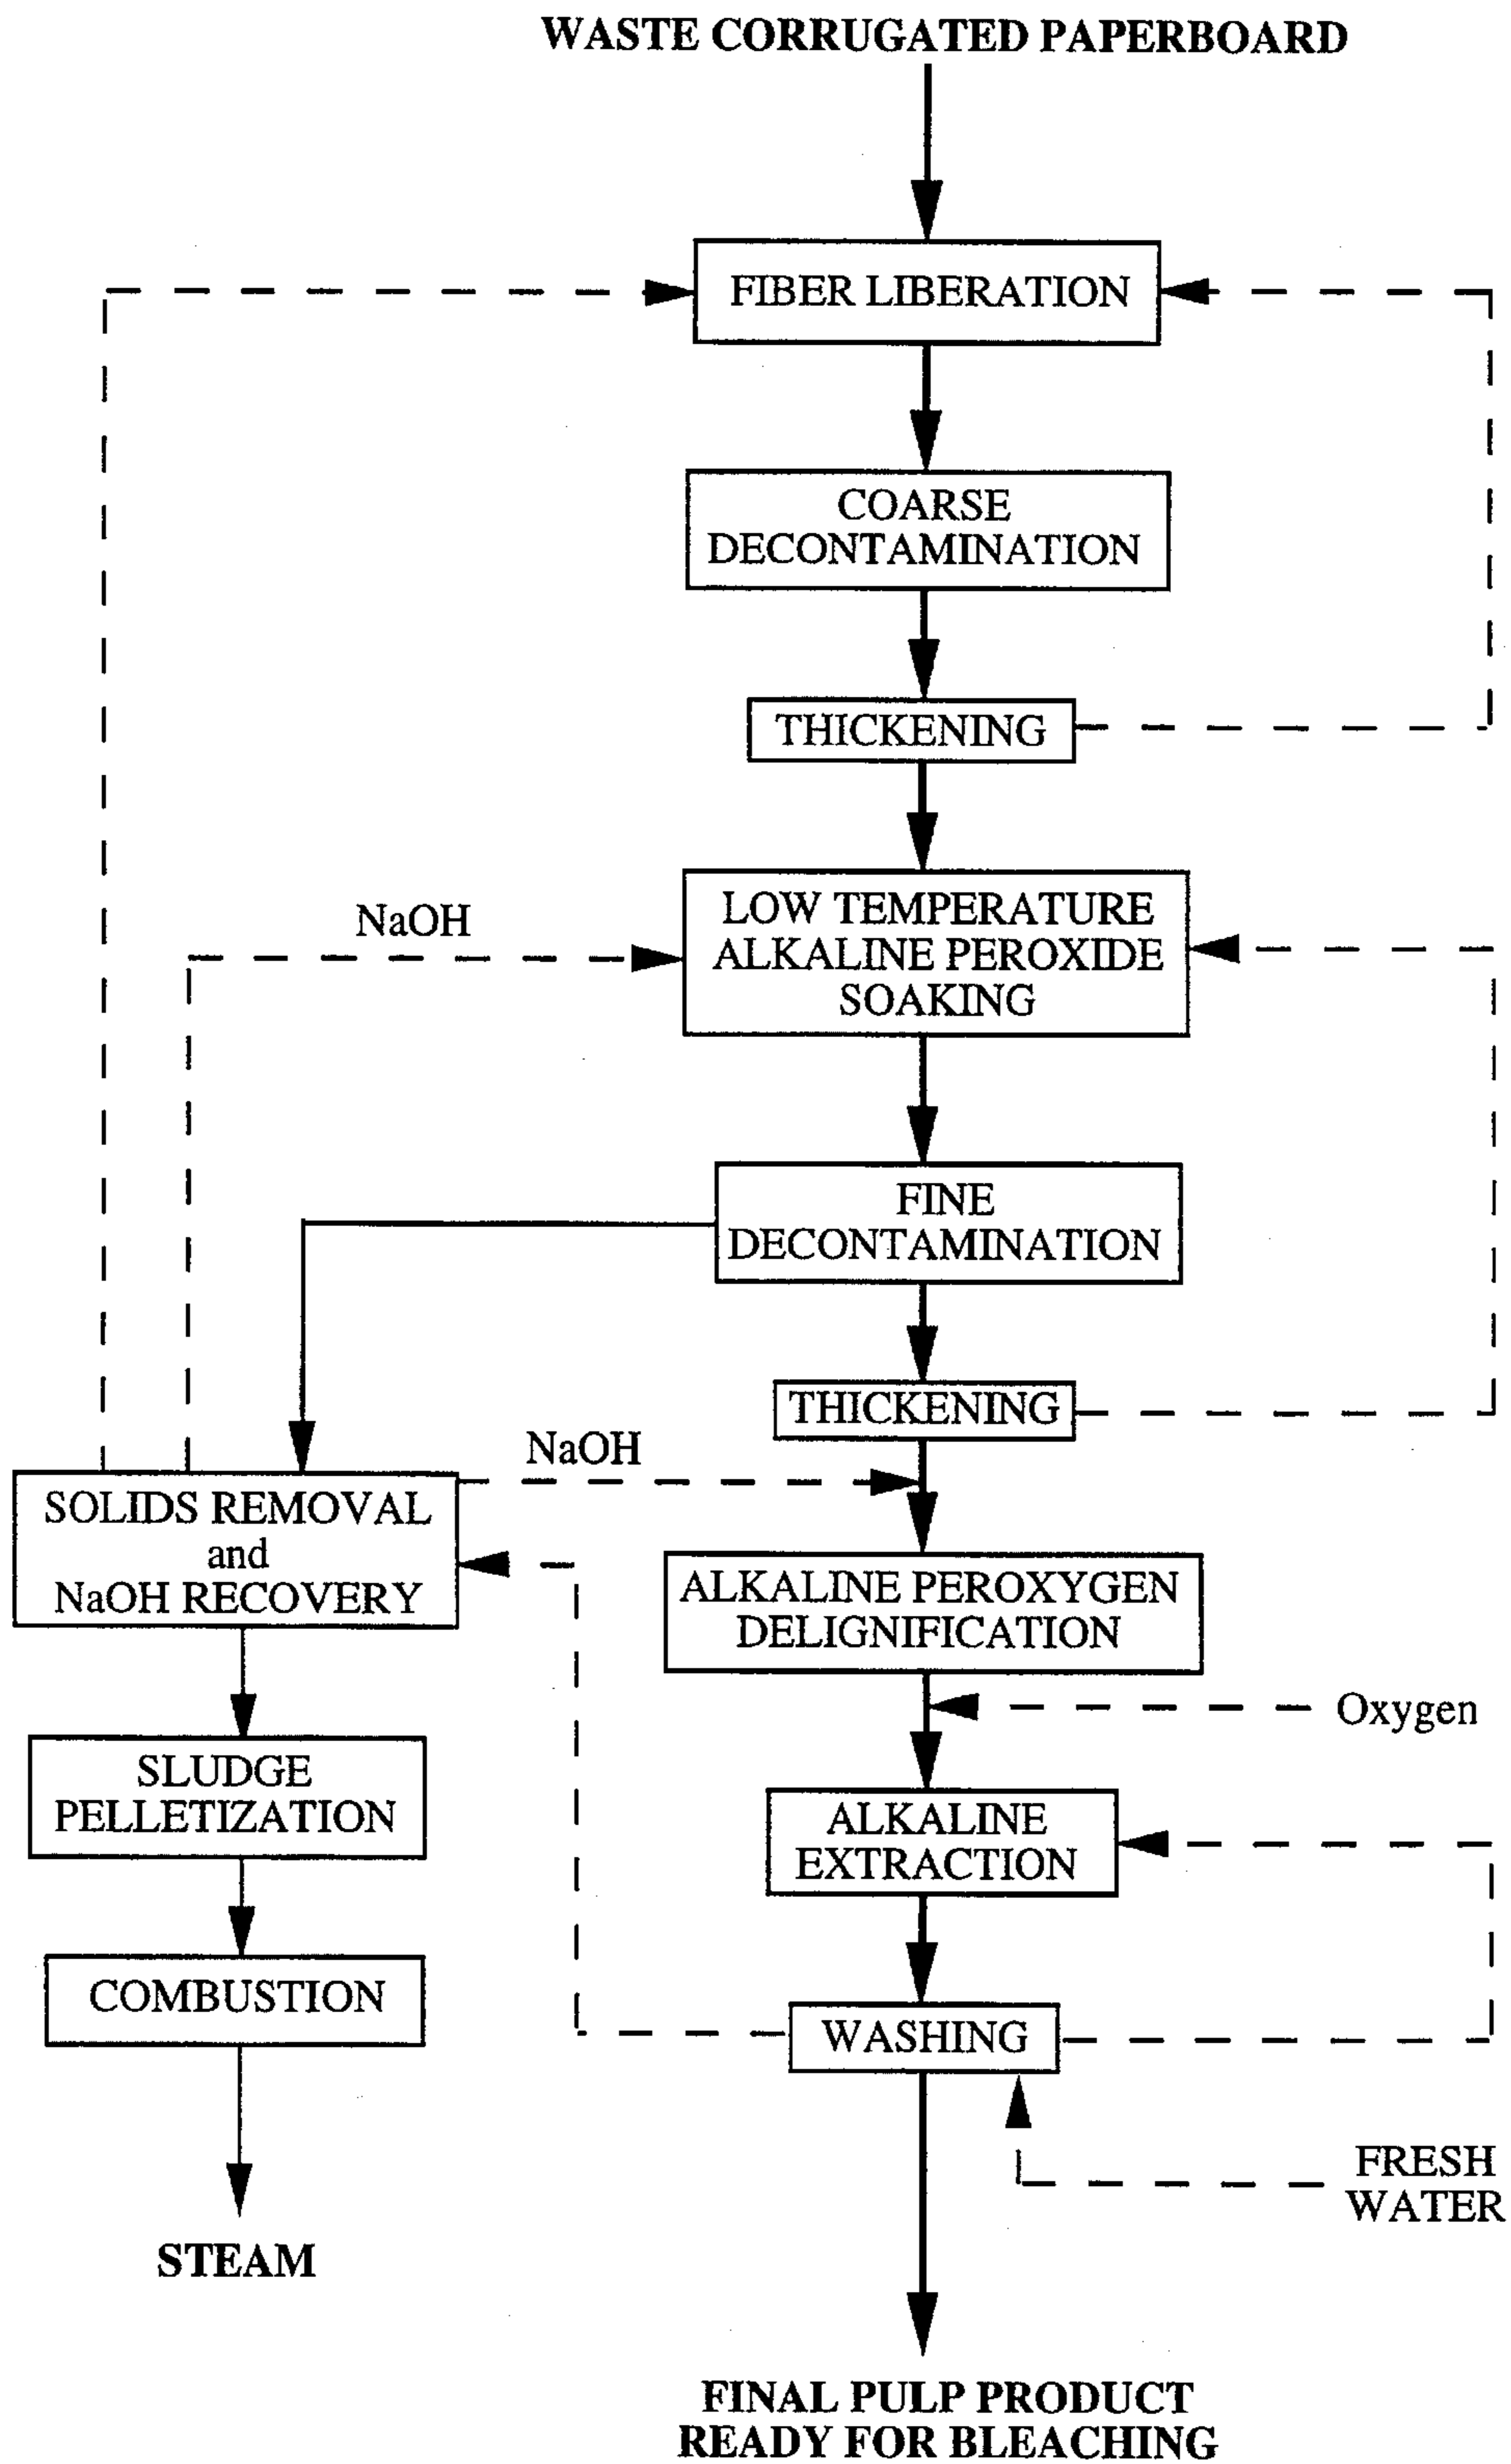 WASTE CORRUGATED PAPERBOARD
FIBER LIBERATION
COARSE
DECONTAMINATION
THICKENING
NaOH
LOW TEMPERATURE
ALKALINE PEROXIDE
SOAKING
FINE
DECONTAMINATION
THICKENING
NaOH
SOLIDS REMOVAL
and
NaOH RECOVERY
ALKALINE PEROXYGEN
DELIGNIFICATION
Oxygen
SLUDGE
PELLETIZATION
ALKALINE
EXTRACTION
COMBUSTION
WASHING
FRESH
WATER
STEAM
FINAL PULP PRODUCT
READY FOR BLEACHING